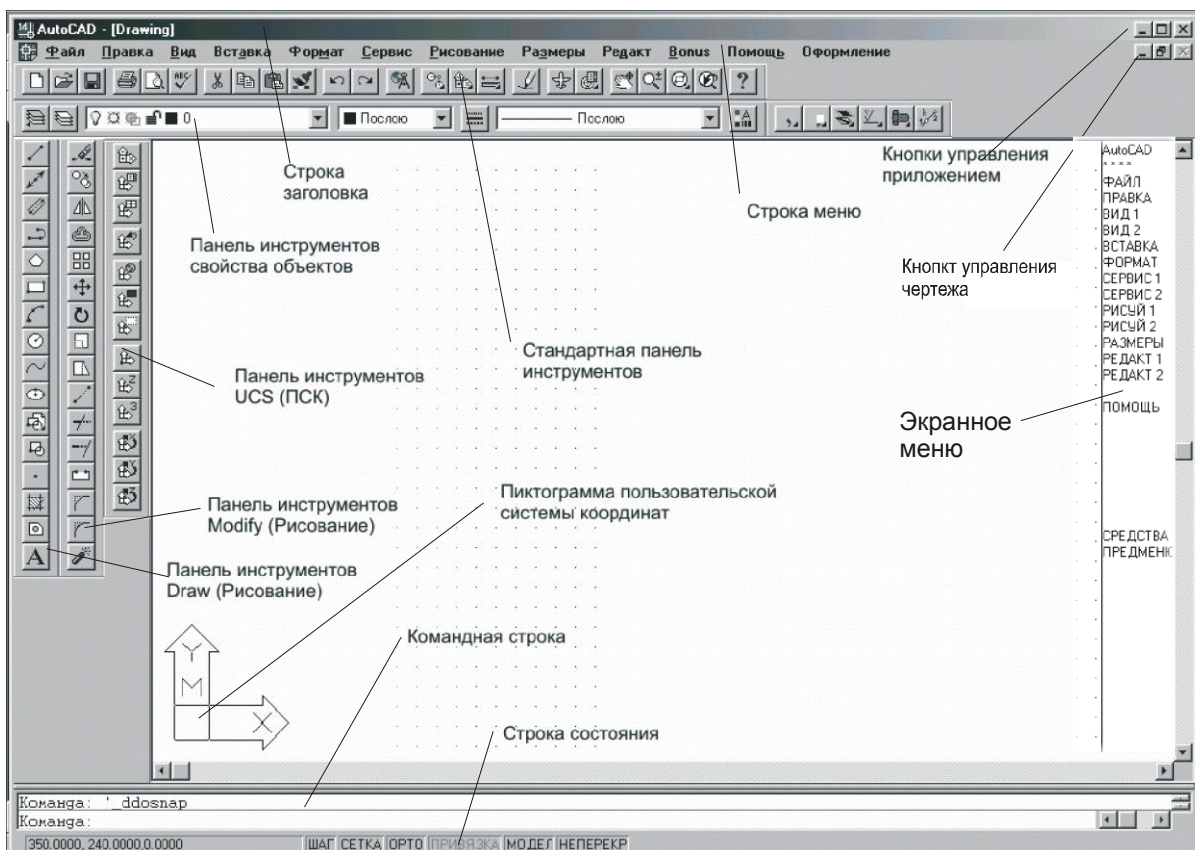 AutoCAD - [Drawing]
Файл Правка Вид Вставка Формат Сервис Рисование Размеры Редакт Bonus Помощь Оформление
0 Послою Послою
Строка
заголовка
Кнопки управления
приложением
Строка меню
Панель инструментов
свойства объектов
Кнопкт управления
чертежа
Стандартная панель
инструментов
Панель инструментов
UCS (ПСК)
Экранное
меню
Пиктограмма пользовательской
системы координат
Панель инструментов
Modify (Рисование)
Панель инструментов
Draw (Рисование)
Командная строка
Строка состояния
AutoCAD
* * * *
ФАЙЛ
ПРАВКА
ВИД 1
ВИД 2
ВСТАВКА
ФОРМАТ
СЕРВИС 1
СЕРВИС 2
РИСУЙ 1
РИСУЙ 2
РАЗМЕРЫ
РЕДАКТ 1
РЕДАКТ 2
ПОМОЩЬ
СРЕДСТВА
ПРЕДМЕНЮ
Y
M
X
Команда: '_ddosnap
Команда:
350.0000, 240.0000,0.0000 ШАГ СЕТКА ОРТО ПРИВЯЗКА МОДЕЛ НЕПЕРЕКР